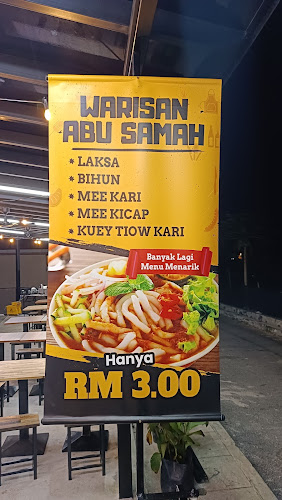 WARISAN
ABU SAMAH
* LAKSA
* BIHUN
* MEE KARI
* MEE KICAP
* KUEY TIOW KARI
Banyak Lagi
Menu Menarik
Hanya
RM 3.00